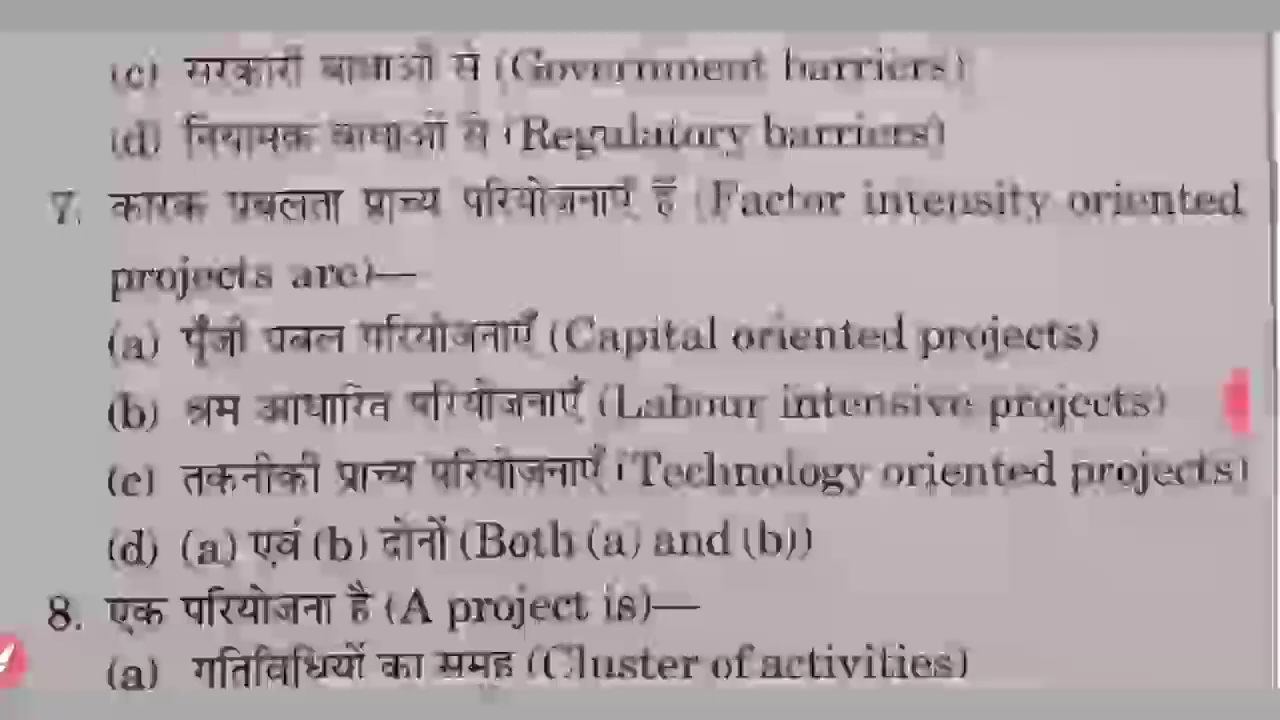 (c) सरकारी बाधाओं से (Government barriers)
(d) नियामक बाधाओं से (Regulatory barriers)
7. कारक प्रबलता प्राच्य परियोजनाएँ हैं (Factor intensity oriented
projects are)—
(a) पूँजी प्रबल परियोजनाएँ (Capital oriented projects)
(b) श्रम आधारित परियोजनाएँ (Labour intensive projects)
(c) तकनीकी प्राच्य परियोजनाएँ (Technology oriented projects)
(d) (a) एवं (b) दोनों (Both (a) and (b))
8. एक परियोजना है (A project is)—
(a) गतिविधियों का समूह (Cluster of activities)